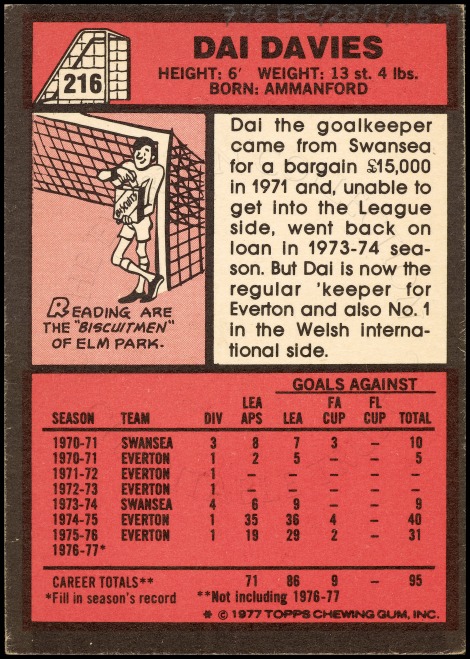 216
DAI DAVIES
HEIGHT: 6' WEIGHT: 13 st. 4 lbs.
BORN: AMMANFORD
BISCUITS
READING ARE
THE "BISCUITMEN"
OF ELM PARK.
Dai the goalkeeper
came from Swansea
for a bargain £15,000
in 1971 and, unable to
get into the League
side, went back on
loan in 1973-74 sea-
son. But Dai is now the
regular 'keeper for
Everton and also No. 1
in the Welsh interna-
tional side.
GOALS AGAINST
LEA FA FL
SEASON TEAM DIV APS LEA CUP CUP TOTAL
1970-71 SWANSEA 3 8 7 3 – 10
1970-71 EVERTON 1 2 5 – – 5
1971-72 EVERTON 1 –
1972-73 EVERTON 1 –
1973-74 SWANSEA 4 6 9 – – 9
1974-75 EVERTON 1 35 36 4 – 40
1975-76 EVERTON 1 19 29 2 – 31
1976-77*
CAREER TOTALS** 71 86 9 – 95
*Fill in season's record **Not including 1976-77
* © 1977 TOPPS CHEWING GUM, INC.